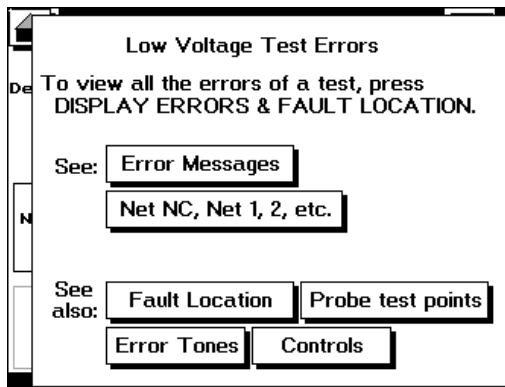 Low Voltage Test Errors
De
To view all the errors of a test, press
DISPLAY ERRORS & FAULT LOCATION.
See:
Error Messages
Net NC, Net 1, 2, etc.
N
See
also:
Fault Location
Probe test points
Error Tones
Controls